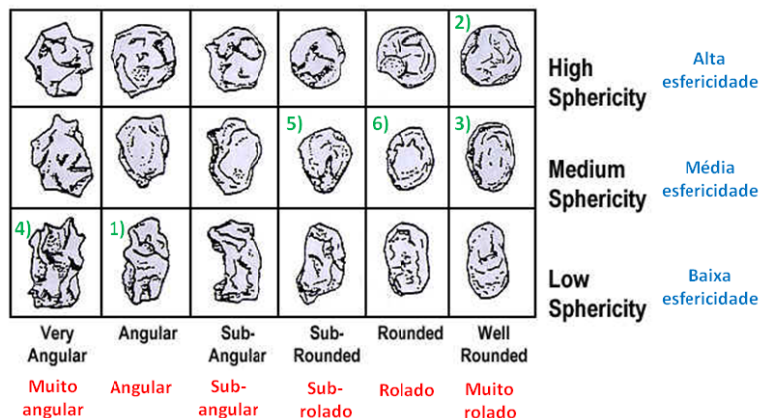 2)
High
Sphericity
Alta
esfericidade
5)
6)
3)
Medium
Sphericity
Média
esfericidade
4)
1)
Low
Sphericity
Baixa
esfericidade
Very
Angular
Angular
Sub-
Angular
Sub-
Rounded
Rounded
Well
Rounded
Muito
angular
Angular
Sub-
angular
Sub-
rolado
Rolado
Muito
rolado